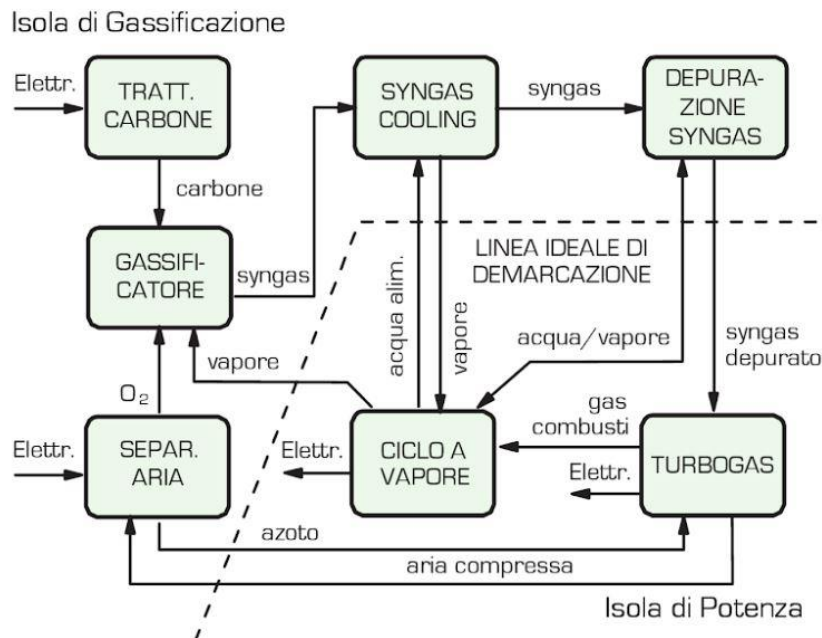 Isola di Gassificazione
Elettr.
TRATT.
CARBONE
SYNGAS
COOLING
syngas
DEPURA-
ZIONE
SYNGAS
carbone
GASSIFI-
CATORE
syngas
LINEA IDEALE DI
DEMARCAZIONE
acqua alim.
vapore
vapore
acqua/vapore
syngas
depurato
O₂
gas
combusti
Elettr.
SEPAR.
ARIA
Elettr.
CICLO A
VAPORE
Elettr.
TURBOGAS
azoto
aria compressa
Isola di Potenza